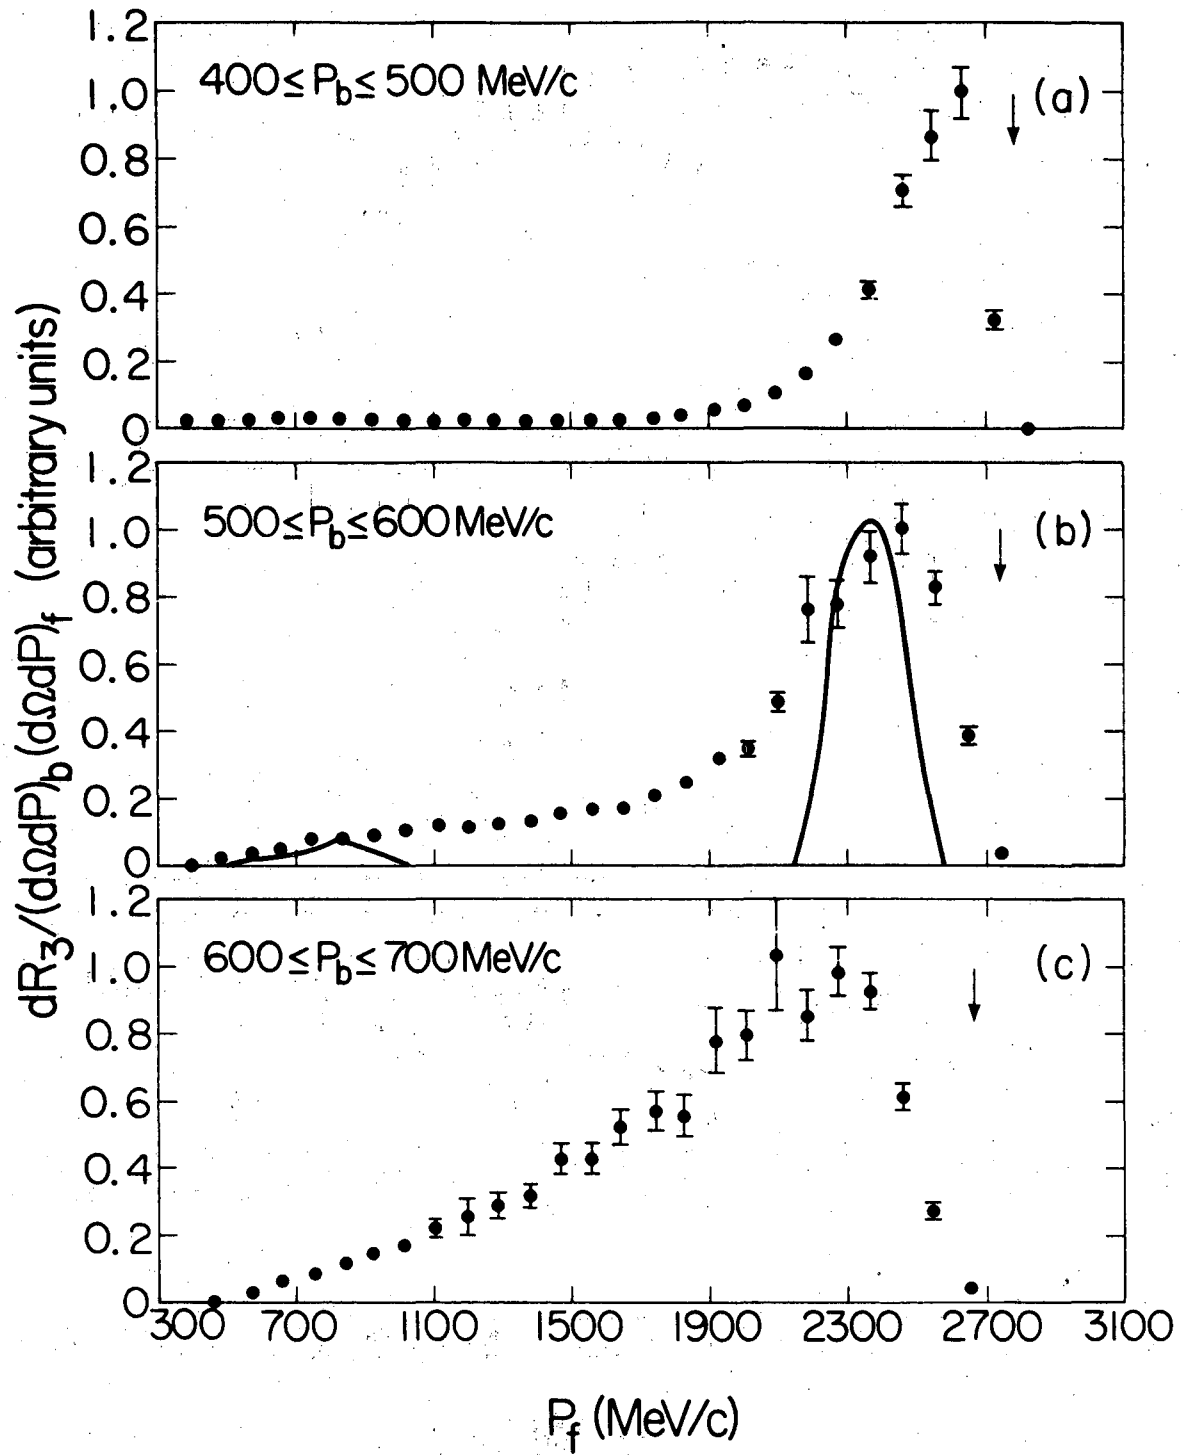 dR₃/(dΩdP)_b (dΩdP)_f (arbitrary units)
1.2
1.0
0.8
0.6
0.4
0.2
0
400≤P_b≤500 MeV/c
(a)
1.2
1.0
0.8
0.6
0.4
0.2
0
500≤P_b≤600 MeV/c
(b)
1.2
1.0
0.8
0.6
0.4
0.2
0
600≤P_b≤700 MeV/c
(c)
300 700 1100 1500 1900 2300 2700 3100
P_f (MeV/c)